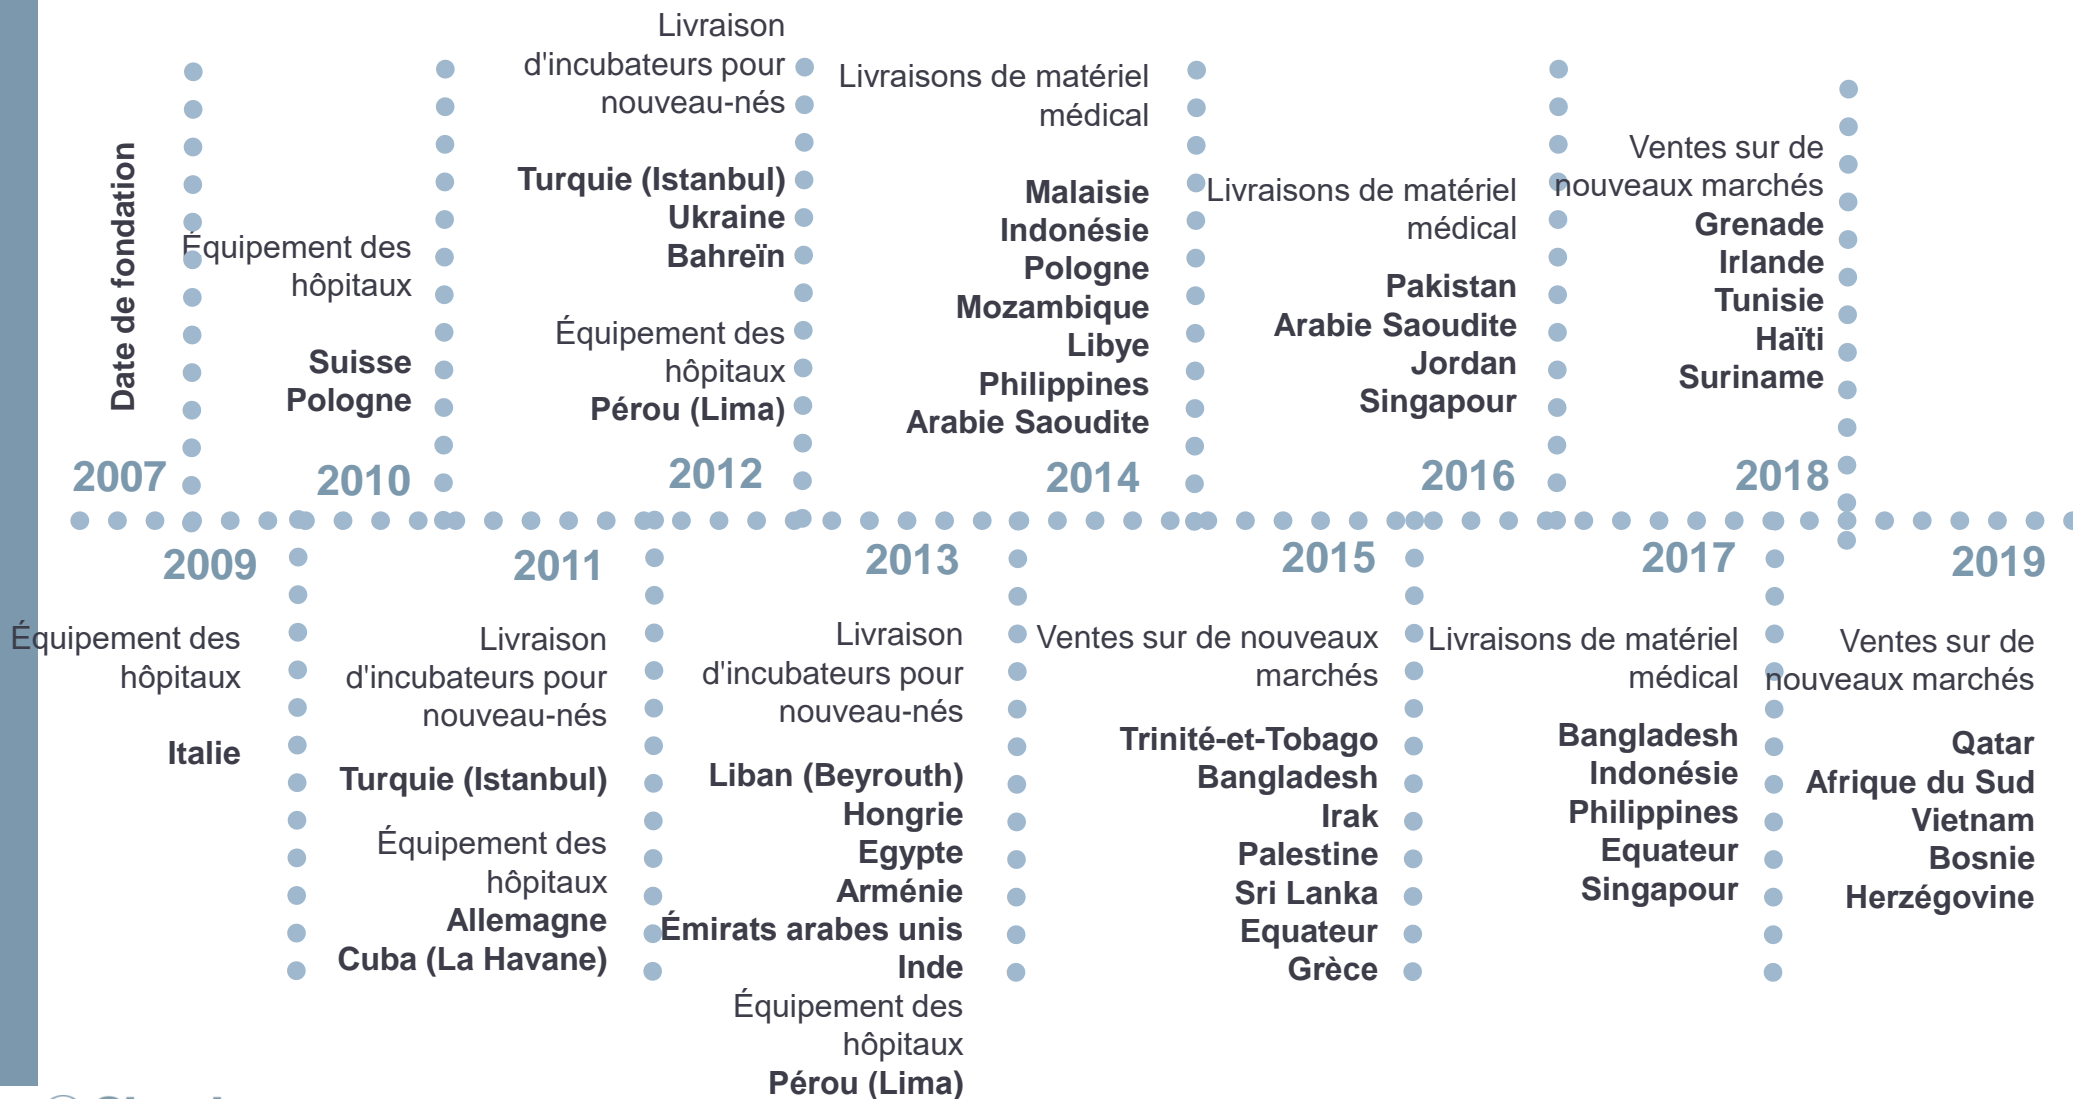 Date de fondation
2007
2009
Équipement des
hôpitaux
Italie
Équipement des
hôpitaux
Suisse
Pologne
2010
2011
Livraison
d'incubateurs pour
nouveau-nés
Turquie (Istanbul)
Équipement des
hôpitaux
Allemagne
Cuba (La Havane)
Livraison
d'incubateurs pour
nouveau-nés
Turquie (Istanbul)
Ukraine
Bahreïn
Équipement des
hôpitaux
Pérou (Lima)
2012
2013
Livraison
d'incubateurs pour
nouveau-nés
Liban (Beyrouth)
Hongrie
Egypte
Arménie
Émirats arabes unis
Inde
Équipement des
hôpitaux
Pérou (Lima)
Livraisons de matériel
médical
Malaisie
Indonésie
Pologne
Mozambique
Libye
Philippines
Arabie Saoudite
2014
2015
Ventes sur de nouveaux
marchés
Trinité-et-Tobago
Bangladesh
Irak
Palestine
Sri Lanka
Equateur
Grèce
Livraisons de matériel
médical
Pakistan
Arabie Saoudite
Jordan
Singapour
2016
2017
Livraisons de matériel
médical
Bangladesh
Indonésie
Philippines
Equateur
Singapour
Ventes sur de
nouveaux marchés
Grenade
Irlande
Tunisie
Haïti
Suriname
2018
2019
Ventes sur de
nouveaux marchés
Qatar
Afrique du Sud
Vietnam
Bosnie
Herzégovine